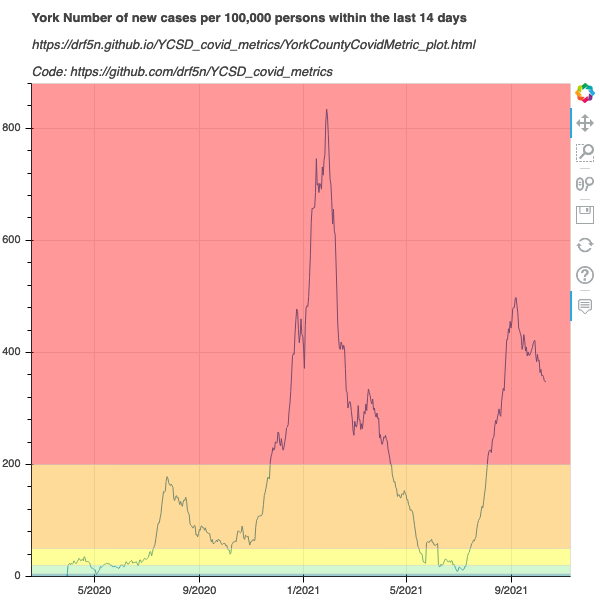 York Number of new cases per 100,000 persons within the last 14 days
https://drf5n.github.io/YCSD_covid_metrics/YorkCountyCovidMetric_plot.html
Code: https://github.com/drf5n/YCSD_covid_metrics
800
600
400
200
0
5/2020 9/2020 1/2021 5/2021 9/2021